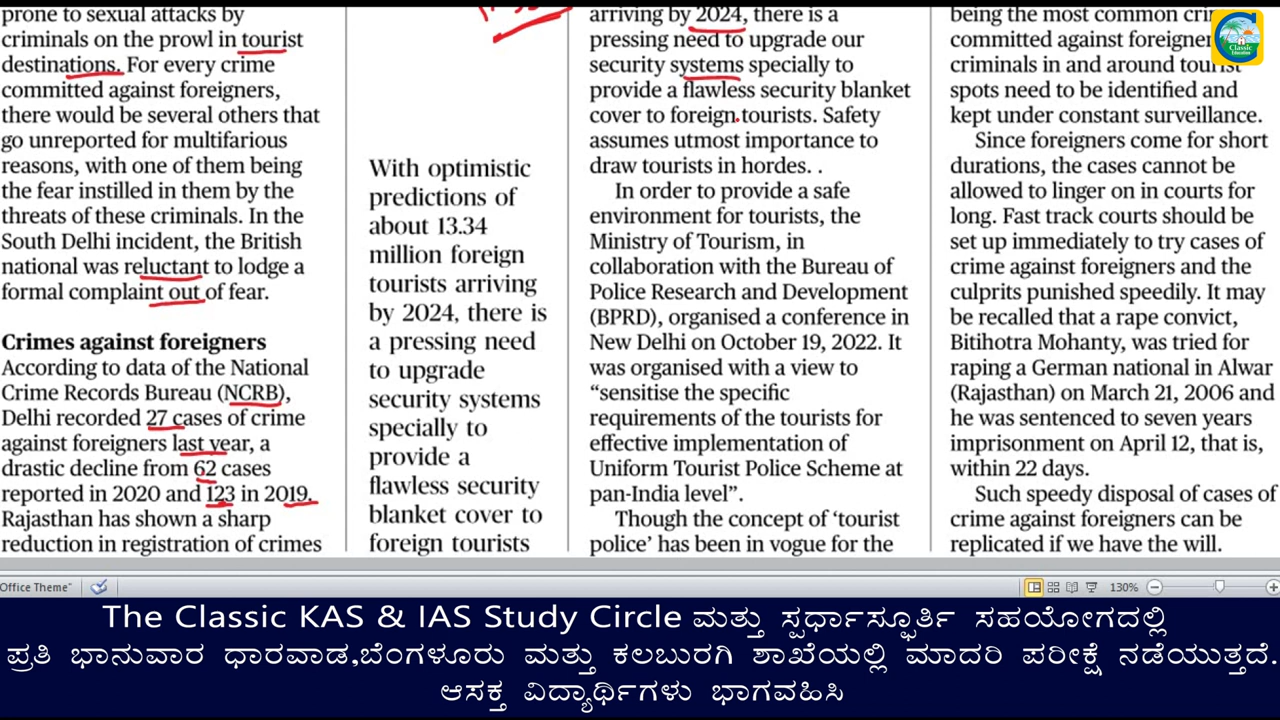 prone to sexual attacks by
criminals on the prowl in tourist
destinations. For every crime
committed against foreigners,
there would be several others that
go unreported for multifarious
reasons, with one of them being
the fear instilled in them by the
threats of these criminals. In the
South Delhi incident, the British
national was reluctant to lodge a
formal complaint out of fear.
Crimes against foreigners
According to data of the National
Crime Records Bureau (NCRB),
Delhi recorded 27 cases of crime
against foreigners last year, a
drastic decline from 62 cases
reported in 2020 and 123 in 2019.
Rajasthan has shown a sharp
reduction in registration of crimes
With optimistic
predictions of
about 13.34
million foreign
tourists arriving
by 2024, there is
a pressing need
to upgrade
security systems
specially to
provide a
flawless security
blanket cover to
foreign tourists
arriving by 2024, there is a
pressing need to upgrade our
security systems specially to
provide a flawless security blanket
cover to foreign tourists. Safety
assumes utmost importance to
draw tourists in hordes. .
In order to provide a safe
environment for tourists, the
Ministry of Tourism, in
collaboration with the Bureau of
Police Research and Development
(BPRD), organised a conference in
New Delhi on October 19, 2022. It
was organised with a view to
“sensitise the specific
requirements of the tourists for
effective implementation of
Uniform Tourist Police Scheme at
pan-India level”.
Though the concept of ‘tourist
police’ has been in vogue for the
being the most common
committed against
criminals in and around tourist
spots need to be identified and
kept under constant surveillance.
Since foreigners come for short
durations, the cases cannot be
allowed to linger on in courts for
long. Fast track courts should be
set up immediately to try cases of
crime against foreigners and the
culprits punished speedily. It may
be recalled that a rape convict,
Bitihotra Mohanty, was tried for
raping a German national in Alwar
(Rajasthan) on March 21, 2006 and
he was sentenced to seven years
imprisonment on April 12, that is,
within 22 days.
Such speedy disposal of cases of
crime against foreigners can be
replicated if we have the will.
Classic
Office Theme"
130%
The Classic KAS & IAS Study Circle ಮತ್ತು ಸ್ಪರ್ಧಾಸ್ಫೂರ್ತಿ ಸಹಯೋಗದಲ್ಲಿ
ಪ್ರತಿ ಭಾನುವಾರ ಧಾರವಾಡ,ಬೆಂಗಳೂರು ಮತ್ತು ಕಲಬುರಗಿ ಶಾಖೆಯಲ್ಲಿ ಮಾದರಿ ಪರೀಕ್ಷೆ ನಡೆಯುತ್ತದೆ.
ಆಸಕ್ತ ವಿದ್ಯಾರ್ಥಿಗಳು ಭಾಗವಹಿಸಿ